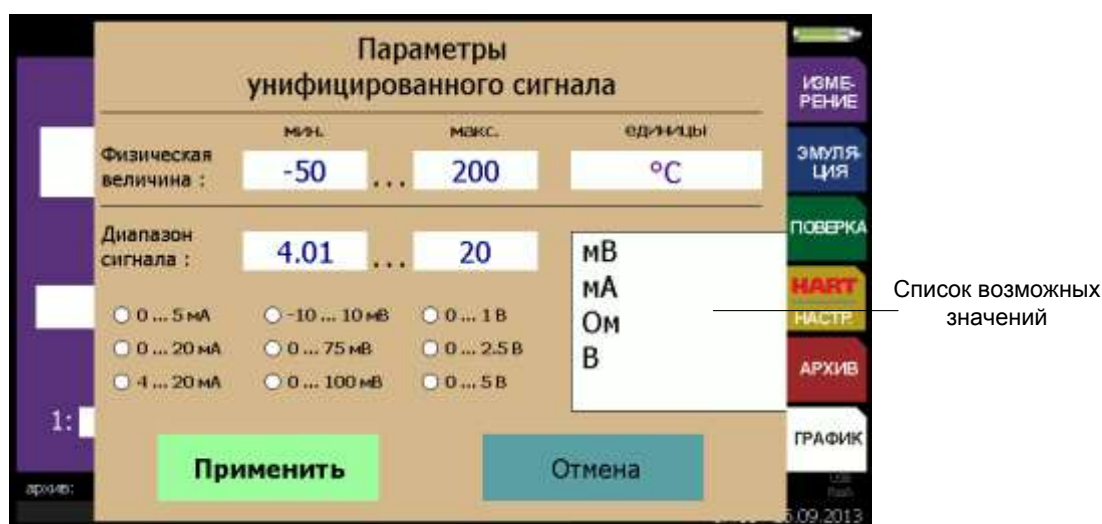 Параметры
унифицированного сигнала
мин. макс. единицы
Физическая
величина : -50 ... 200 °C
Диапазон
сигнала : 4.01 ... 20
мВ
мА
Ом
В
0 ... 5 мА -10 ... 10 мВ 0 ... 1 В
0 ... 20 мА 0 ... 75 мВ 0 ... 2.5 В
4 ... 20 мА 0 ... 100 мВ 0 ... 5 В
Применить Отмена
1:
архив:
ИЗМЕ-
РЕНИЕ
ЭМУЛЯ-
ЦИЯ
ПОВЕРКА
HART
НАСТР.
АРХИВ
ГРАФИК
.09.2013
Список возможных
значений